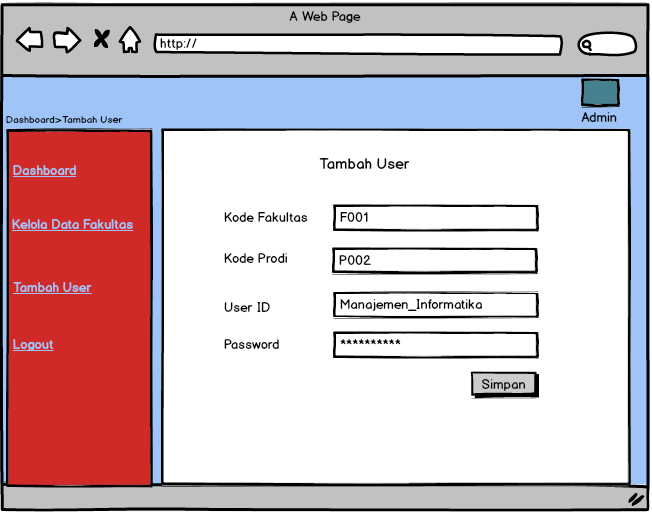 A Web Page
http://
Admin
Dashboard>Tambah User
Dashboard
Kelola Data Fakultas
Tambah User
Logout
Tambah User
Kode Fakultas F001
Kode Prodi P002
User ID Manajemen_Informatika
Password **********
Simpan